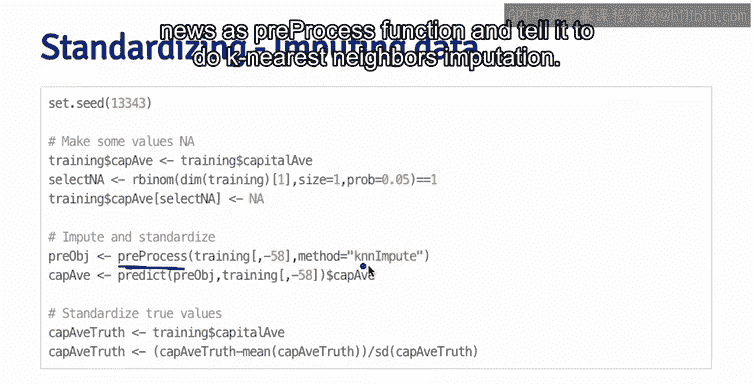 news as preProcess function and tell it to
do k-nearest neighbors imputation.
Standardizing - Imputing data
set.seed(13343)
# Make some values NA
training$capAve <- training$capitalAve
selectNA <- rbinom(dim(training)[1],size=1,prob=0.05)==1
training$capAve[selectNA] <- NA
# Impute and standardize
preObj <- preProcess(training[,-58],method="knnImpute")
capAve <- predict(preObj,training[,-58])$capAve
# Standardize true values
capAveTruth <- training$capitalAve
capAveTruth <- (capAveTruth-mean(capAveTruth))/sd(capAveTruth)